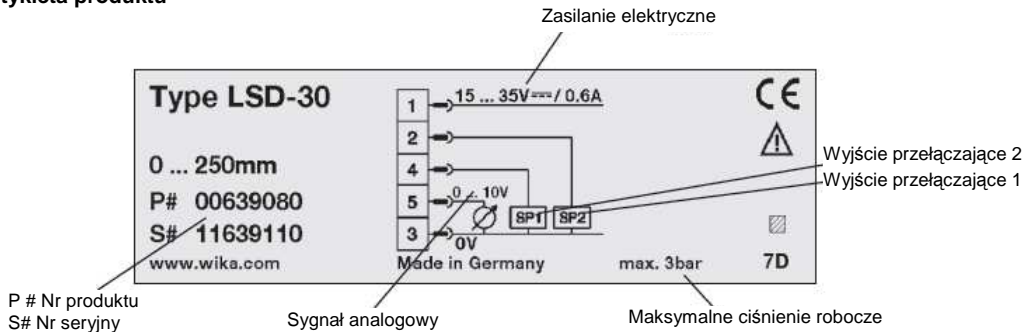 tykieta produktu
Zasilanie elektryczne
Type LSD-30
1
15 ... 35V⎓/ 0.6A
CE
2
0 ... 250mm
4
Wyjście przełączające 2
Wyjście przełączające 1
P# 00639080
5
0 ... 10V
SP1
SP2
S# 11639110
3
0V
www.wika.com
Made in Germany
max. 3bar
7D
P # Nr produktu
S# Nr seryjny
Sygnał analogowy
Maksymalne ciśnienie robocze